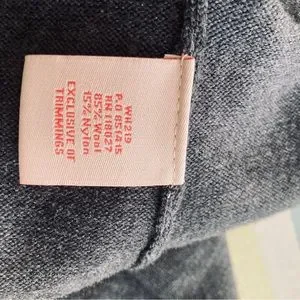 WH219
P.O 851415
RN 118827
85% Wool
15% Nylon
EXCLUSIVE OF
TRIMMINGS